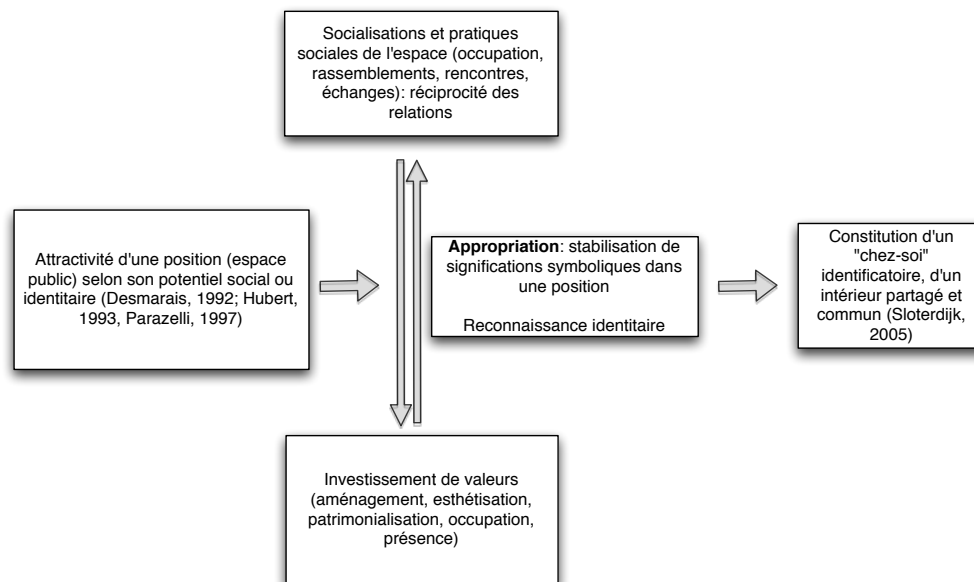 Socialisations et pratiques
sociales de l'espace (occupation,
rassemblements, rencontres,
échanges): réciprocité des
relations
Attractivité d'une position (espace
public) selon son potentiel social ou
identitaire (Desmarais, 1992; Hubert,
1993, Parazelli, 1997)
Appropriation: stabilisation de
significations symboliques dans
une position
Reconnaissance identitaire
Constitution d'un
"chez-soi"
identificatoire, d'un
intérieur partagé et
commun (Sloterdijk,
2005)
Investissement de valeurs
(aménagement, esthétisation,
patrimonialisation, occupation,
présence)